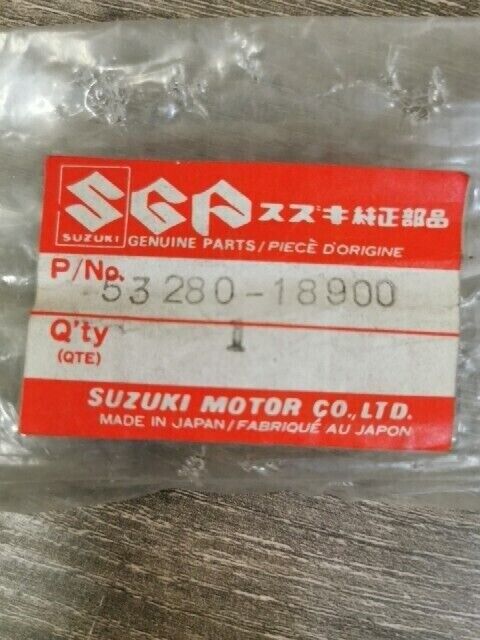 SGP スズキ純正部品
SUZUKI GENUINE PARTS/PIECÈ D'ORIGINE
P/No. 53280-18900
Q'ty 1
(QTE)
SUZUKI MOTOR CO.,LTD.
MADE IN JAPAN/FABRIQUÉ AU JAPON